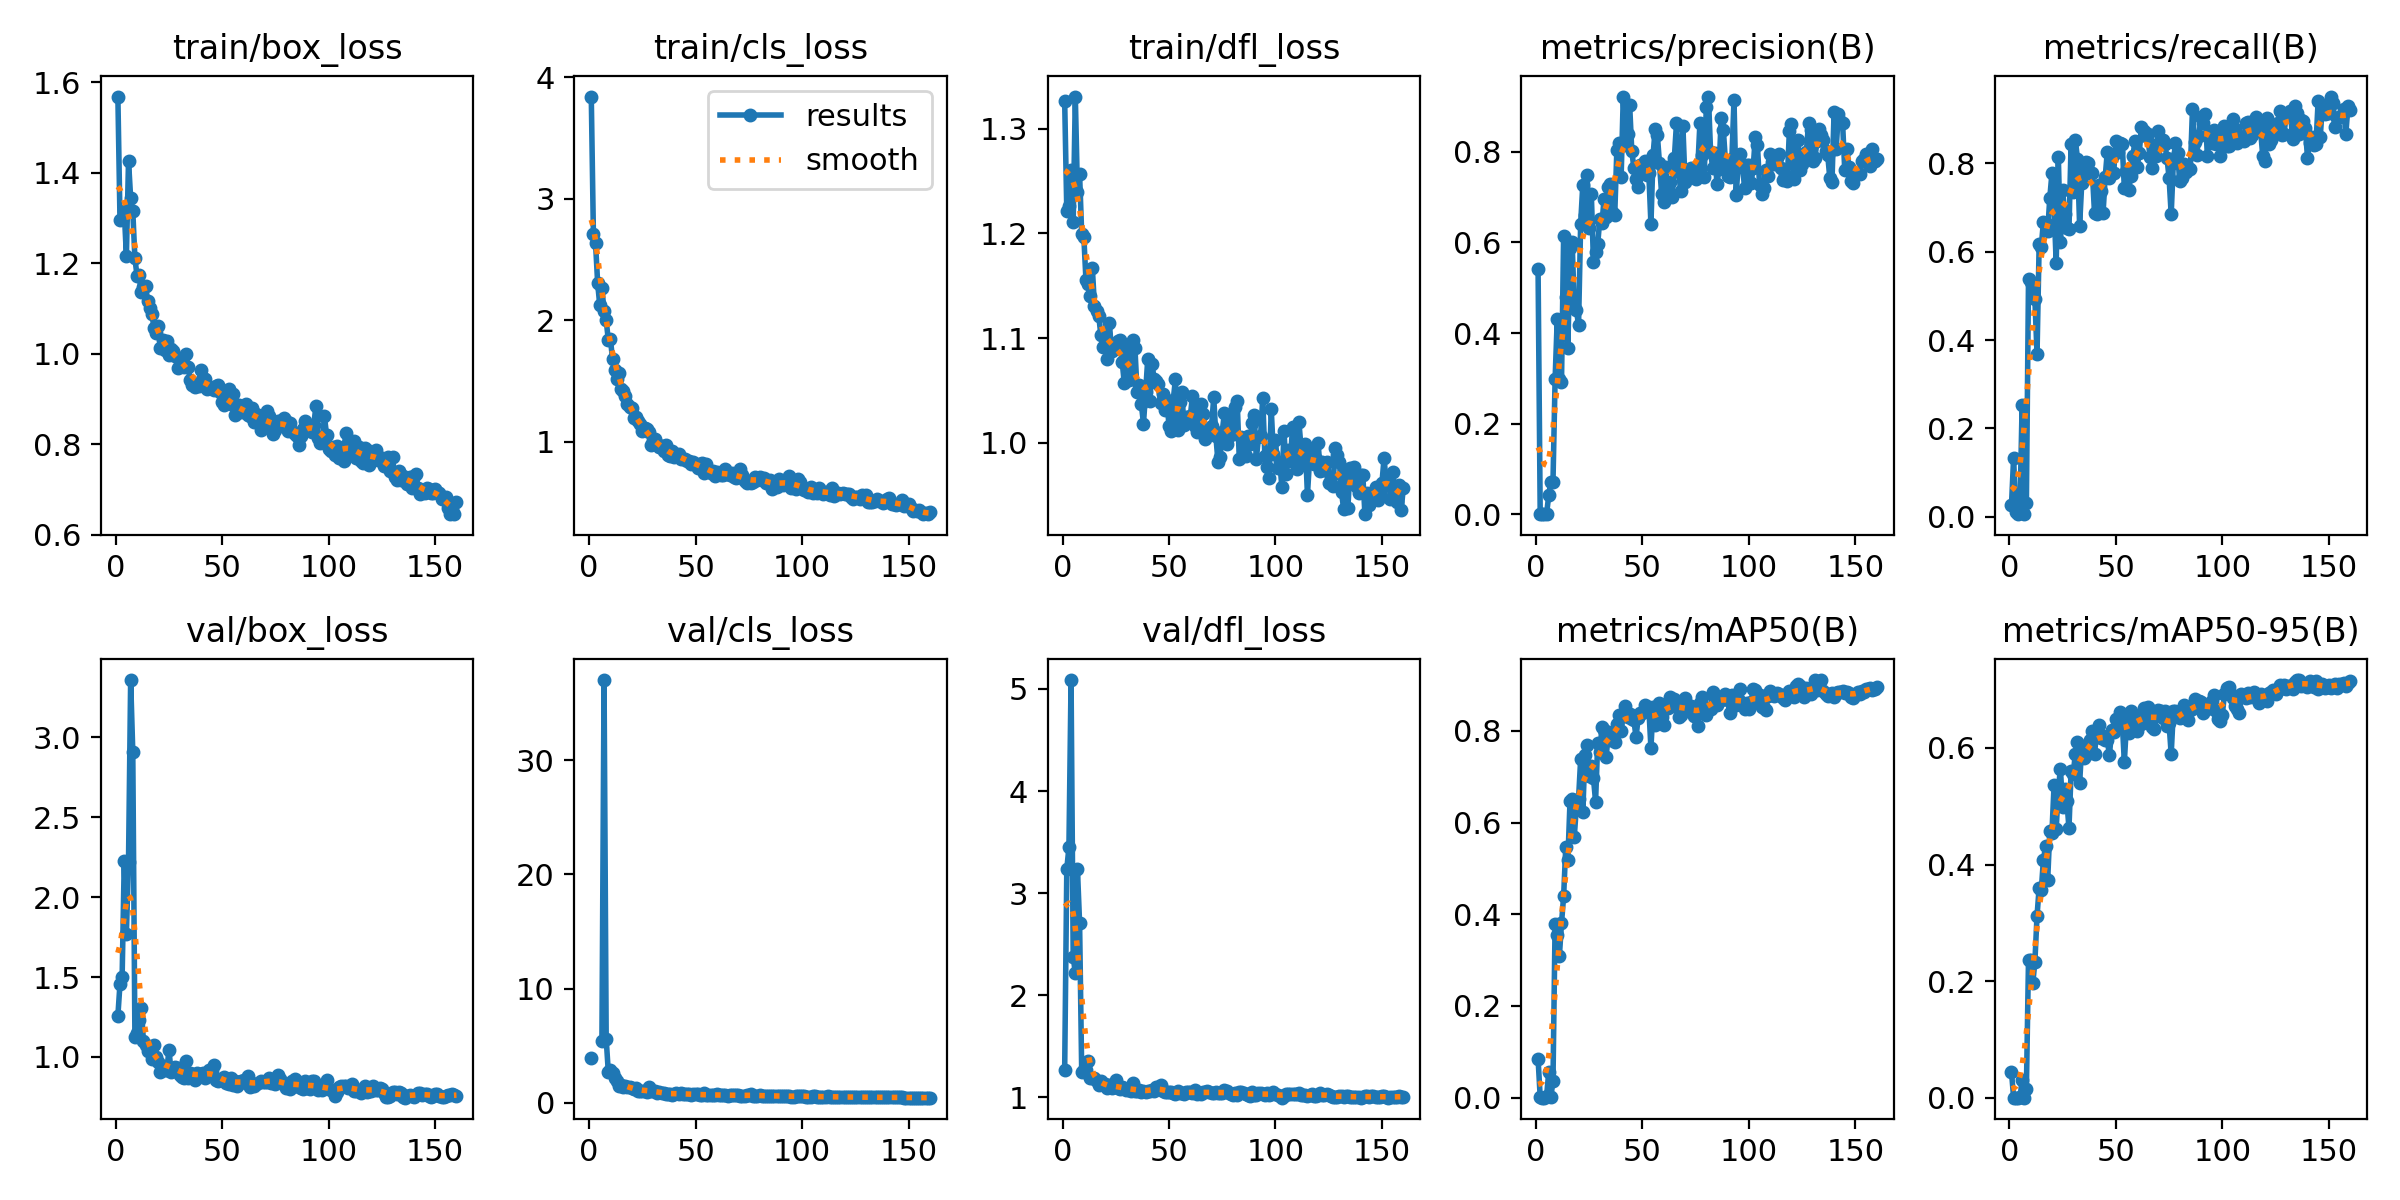 train/box_loss
train/cls_loss
train/dfl_loss
metrics/precision(B)
metrics/recall(B)
1.6
1.4
1.2
1.0
0.8
0.6
0 50 100 150
4
3
2
1
results
smooth
0 50 100 150
1.3
1.2
1.1
1.0
0 50 100 150
0.8
0.6
0.4
0.2
0.0
0 50 100 150
0.8
0.6
0.4
0.2
0.0
0 50 100 150
val/box_loss
val/cls_loss
val/dfl_loss
metrics/mAP50(B)
metrics/mAP50-95(B)
3.0
2.5
2.0
1.5
1.0
0 50 100 150
30
20
10
0
0 50 100 150
5
4
3
2
1
0 50 100 150
0.8
0.6
0.4
0.2
0.0
0 50 100 150
0.6
0.4
0.2
0.0
0 50 100 150